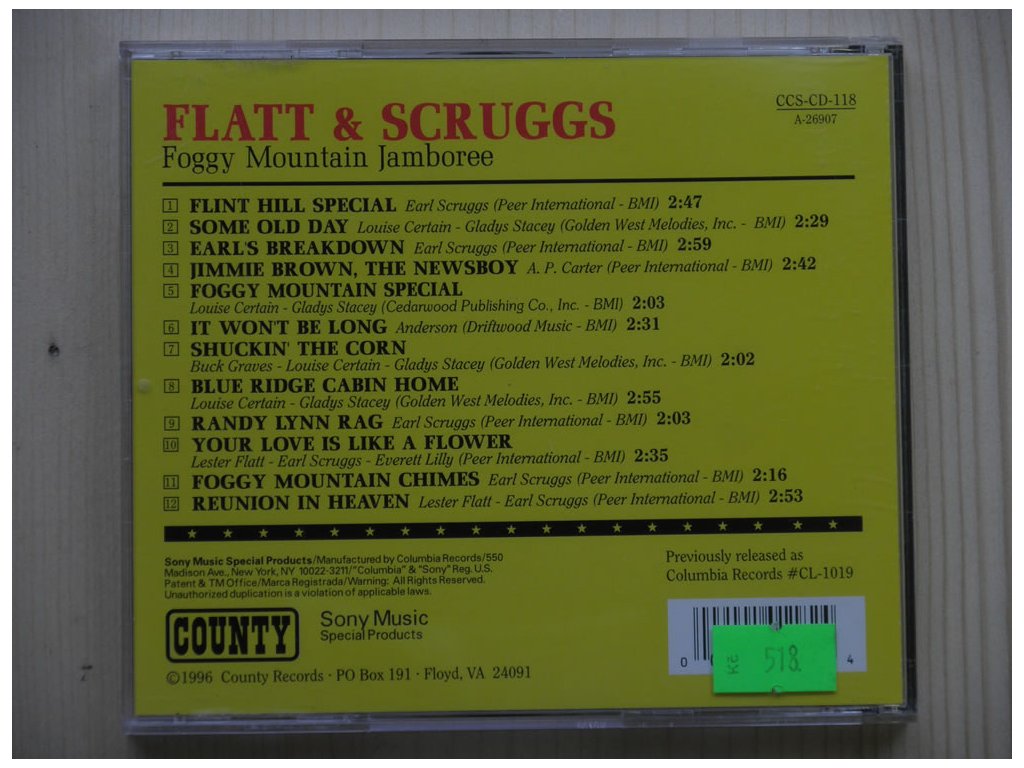 FLATT & SCRUGGS
Foggy Mountain Jamboree
CCS-CD-118
A-26907
1 FLINT HILL SPECIAL Earl Scruggs (Peer International - BMI) 2:47
2 SOME OLD DAY Louise Certain - Gladys Stacey (Golden West Melodies, Inc. - BMI) 2:29
3 EARL'S BREAKDOWN Earl Scruggs (Peer International - BMI) 2:59
4 JIMMIE BROWN, THE NEWSBOY A. P. Carter (Peer International - BMI) 2:42
5 FOGGY MOUNTAIN SPECIAL
Louise Certain - Gladys Stacey (Cedarwood Publishing Co., Inc. - BMI) 2:03
6 IT WON'T BE LONG Anderson (Driftwood Music - BMI) 2:31
7 SHUCKIN' THE CORN
Buck Graves - Louise Certain - Gladys Stacey (Golden West Melodies, Inc. - BMI) 2:02
8 BLUE RIDGE CABIN HOME
Louise Certain - Gladys Stacey (Golden West Melodies, Inc. - BMI) 2:55
9 RANDY LYNN RAG Earl Scruggs (Peer International - BMI) 2:03
10 YOUR LOVE IS LIKE A FLOWER
Lester Flatt - Earl Scruggs - Everett Lilly (Peer International - BMI) 2:35
11 FOGGY MOUNTAIN CHIMES Earl Scruggs (Peer International - BMI) 2:16
12 REUNION IN HEAVEN Lester Flatt - Earl Scruggs (Peer International - BMI) 2:53
Sony Music Special Products/Manufactured by Columbia Records/550
Madison Ave., New York, NY 10022-3211/"Columbia" & "Sony" Reg. U.S.
Patent & TM Office/Marca Registrada/Warning: All Rights Reserved.
Unauthorized duplication is a violation of applicable laws.
Previously released as
Columbia Records #CL-1019
COUNTY
Sony Music
Special Products
©1996 County Records · PO Box 191 · Floyd, VA 24091
0
4
Kč 518.